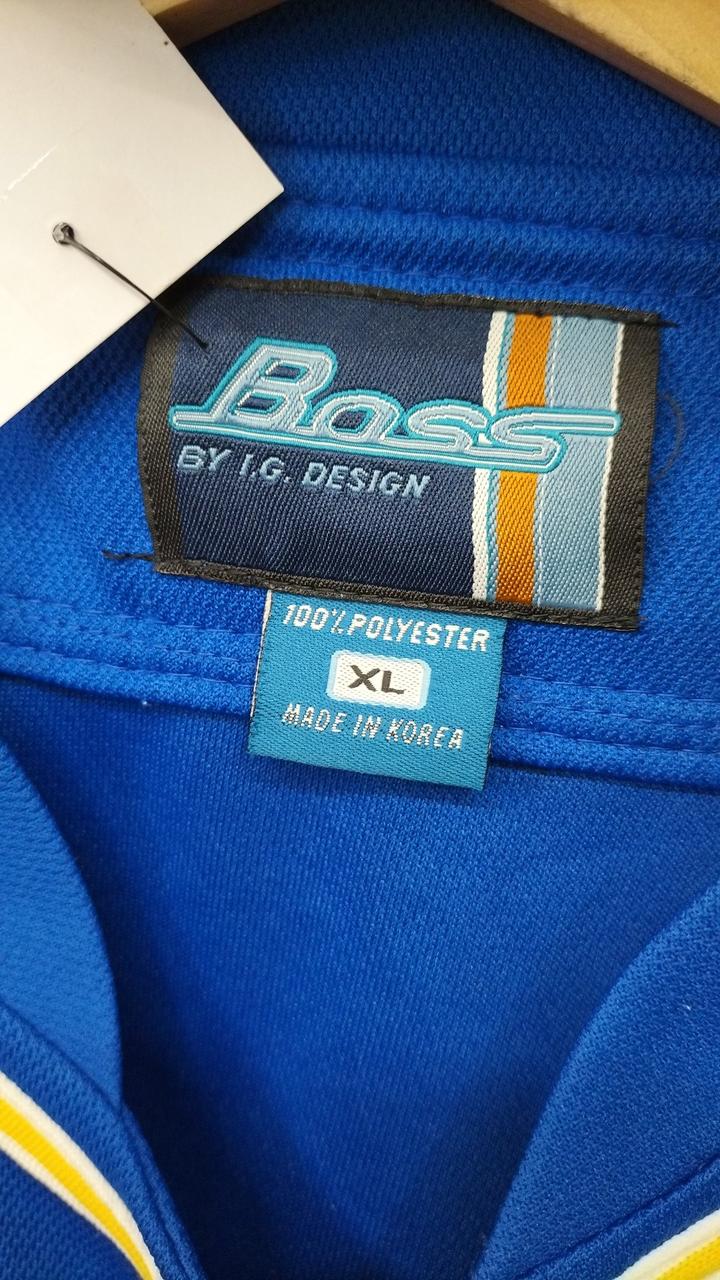 Boss
BY I.G. DESIGN
100% POLYESTER
XL
MADE IN KOREA